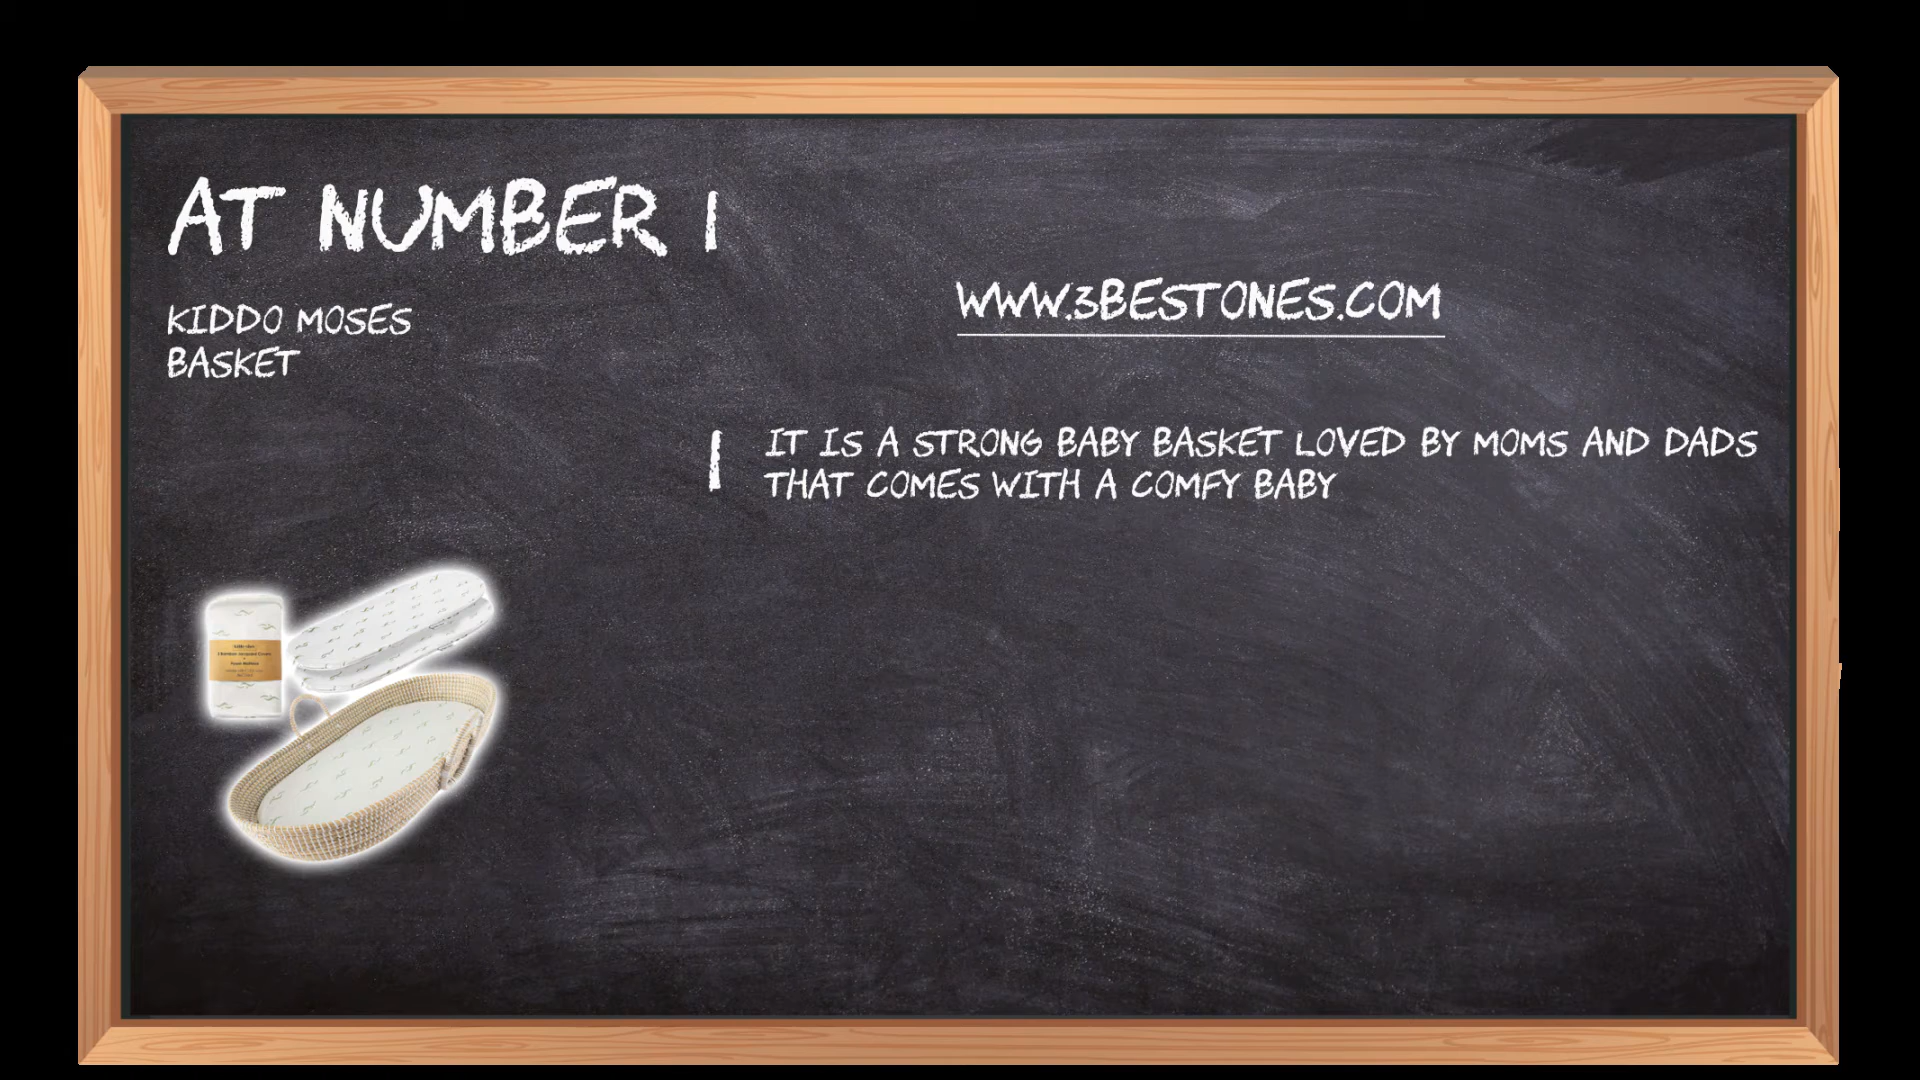 AT NUMBER 1
KIDDO MOSES
BASKET
WWW.3BESTONES.COM
1
IT IS A STRONG BABY BASKET LOVED BY MOMS AND DADS
THAT COMES WITH A COMFY BABY